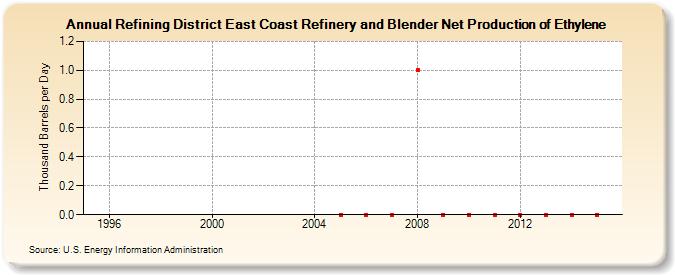 Annual Refining District East Coast Refinery and Blender Net Production of Ethylene
Thousand Barrels per Day
1.2
1.0
0.8
0.6
0.4
0.2
0.0
1996 2000 2004 2008 2012
Source: U.S. Energy Information Administration